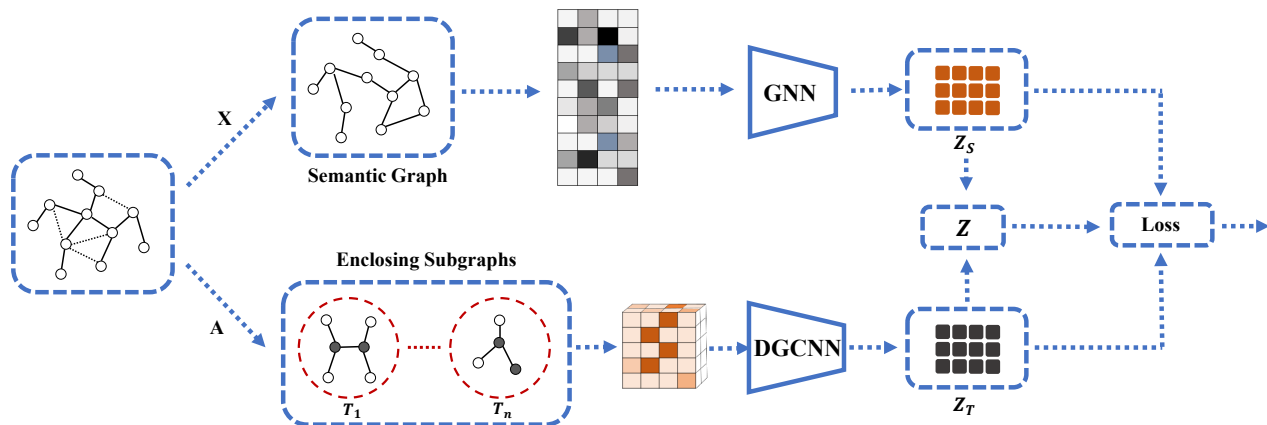 X
Semantic Graph
GNN
Z_S
A
Enclosing Subgraphs
T_1
T_n
DGCNN
Z_T
Z
Loss